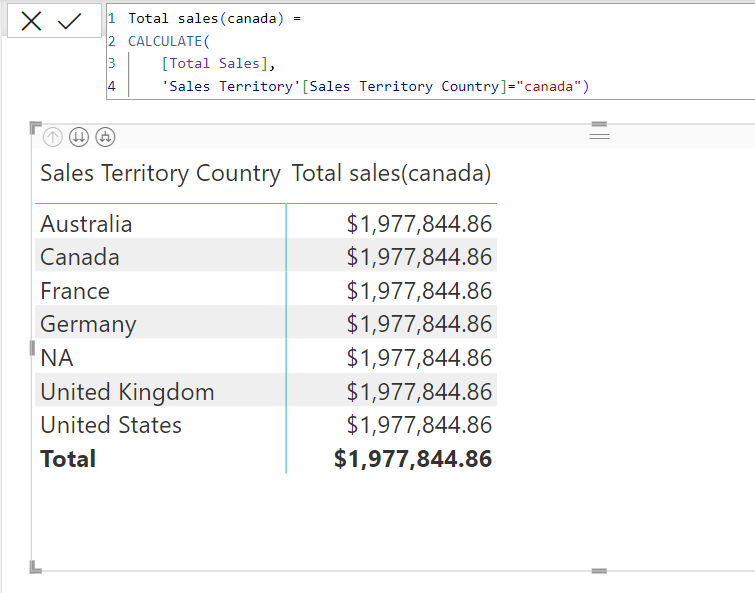 1 Total sales(canada) =
2 CALCULATE(
3 [Total Sales],
4 'Sales Territory'[Sales Territory Country]="canada")
Sales Territory Country Total sales(canada)
Australia $1,977,844.86
Canada $1,977,844.86
France $1,977,844.86
Germany $1,977,844.86
NA $1,977,844.86
United Kingdom $1,977,844.86
United States $1,977,844.86
Total $1,977,844.86